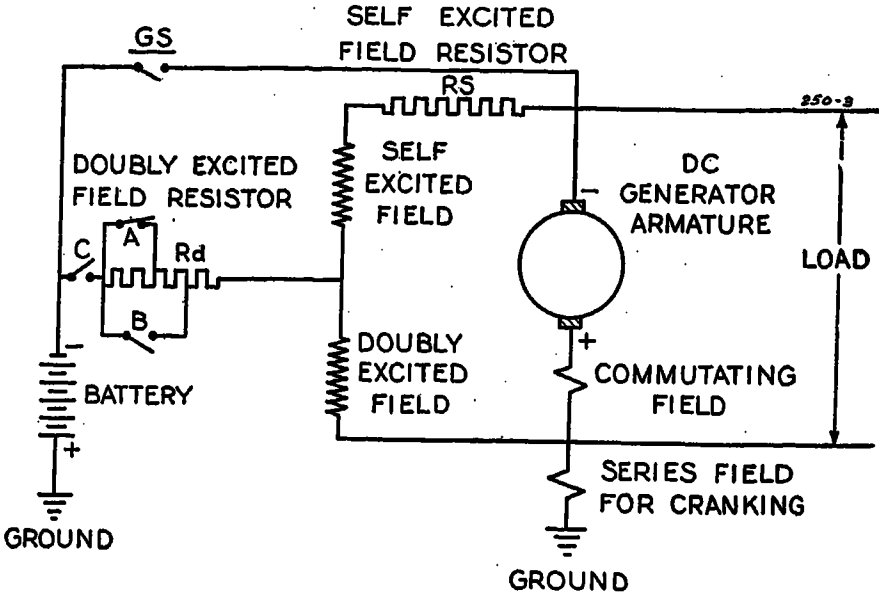 SELF EXCITED
FIELD RESISTOR
GS
RS
250-3
DOUBLY EXCITED
FIELD RESISTOR
SELF
EXCITED
FIELD
DC
GENERATOR
ARMATURE
-
A
C
Rd
B
LOAD
-
BATTERY
+
GROUND
DOUBLY
EXCITED
FIELD
+
COMMUTATING
FIELD
SERIES FIELD
FOR CRANKING
GROUND